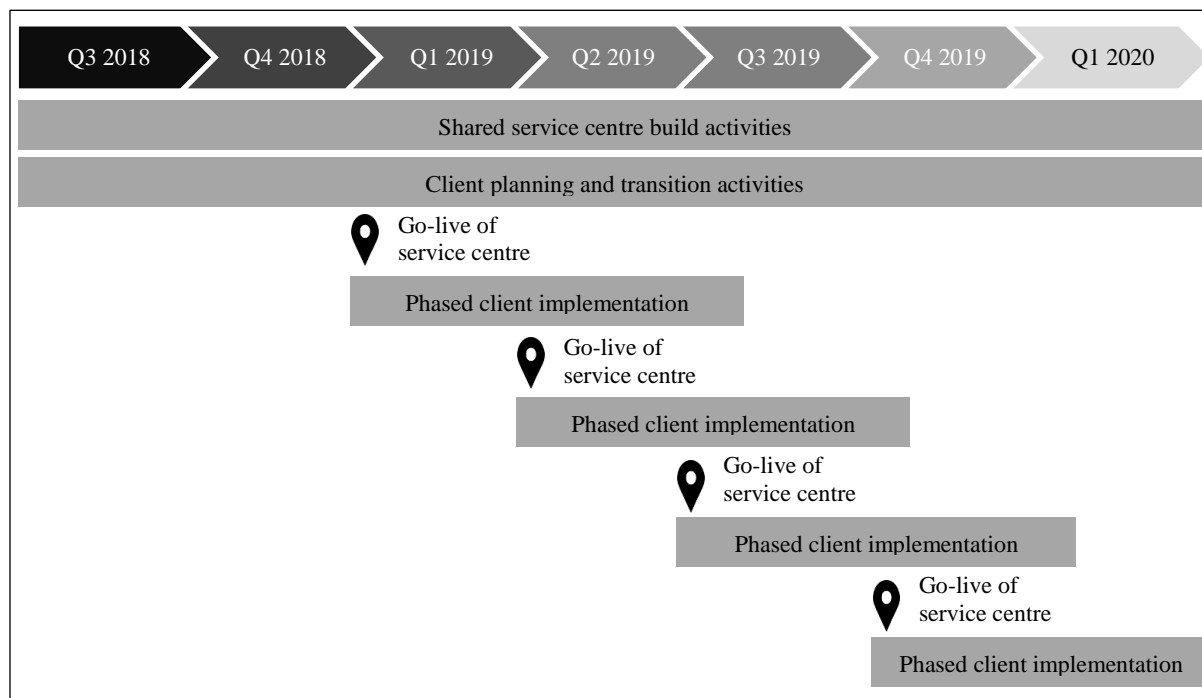 Q3 2018
Q4 2018
Q1 2019
Q2 2019
Q3 2019
Q4 2019
Q1 2020
Shared service centre build activities
Client planning and transition activities
Go-live of
service centre
Phased client implementation
Go-live of
service centre
Phased client implementation
Go-live of
service centre
Phased client implementation
Go-live of
service centre
Phased client implementation